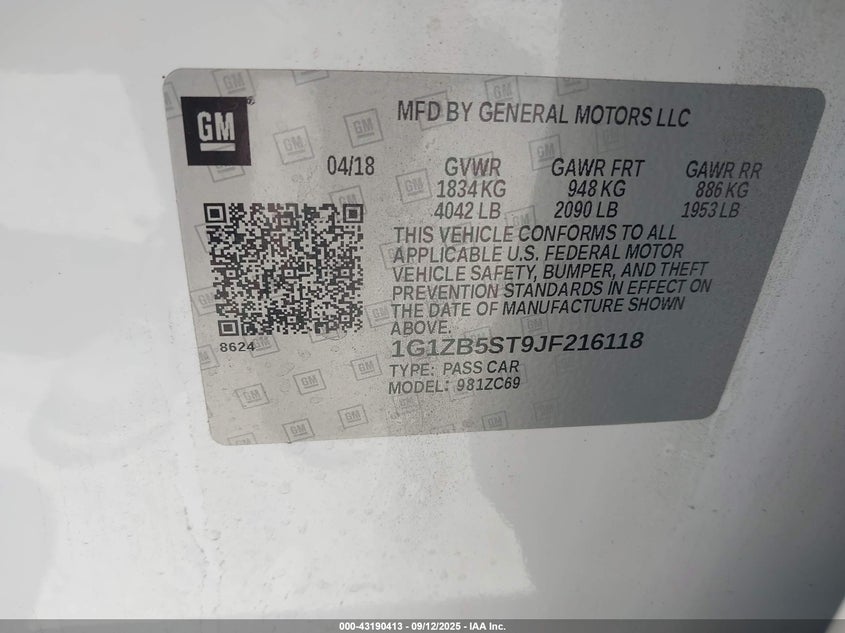 GM
MFD BY GENERAL MOTORS LLC
04/18 GVWR GAWR FRT GAWR RR
1834 KG 948 KG 886 KG
4042 LB 2090 LB 1953 LB
THIS VEHICLE CONFORMS TO ALL
APPLICABLE U.S. FEDERAL MOTOR
VEHICLE SAFETY, BUMPER, AND THEFT
PREVENTION STANDARDS IN EFFECT ON
THE DATE OF MANUFACTURE SHOWN
ABOVE.
8624
1G1ZB5ST9JF216118
TYPE: PASS CAR
MODEL: 981ZC69
000-43190413 - 09/12/2025 - IAA Inc.